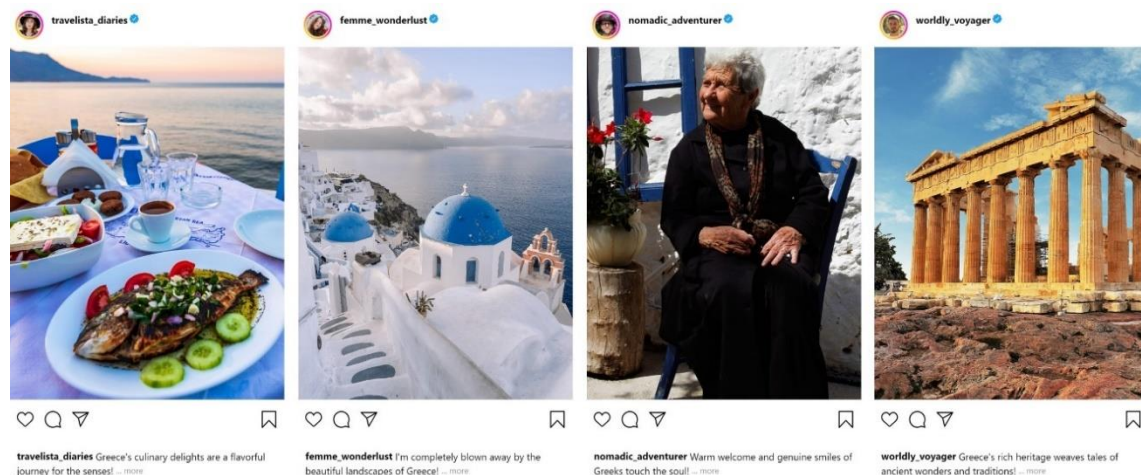 travelista_diaries
femme_wonderlust
nomadic_adventurer
worldly_voyager
travelista_diaries Greece's culinary delights are a flavorful
journey for the senses! ... more
femme_wonderlust I'm completely blown away by the
beautiful landscapes of Greece! ... more
nomadic_adventurer Warm welcome and genuine smiles of
Greeks touch the soul! ... more
worldly_voyager Greece's rich heritage weaves tales of
ancient wonders and traditions! ... more